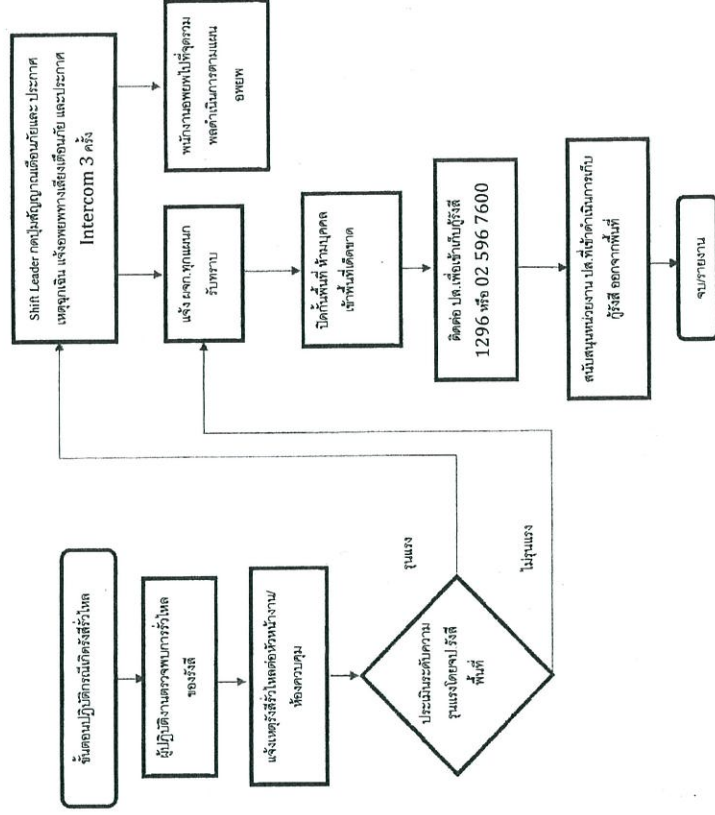 ขั้นตอนปฏิบัติกรณีเกิดรังสีรั่วไหล
ผู้ปฏิบัติงานตรวจพบการรั่วไหล
ของรังสี
แจ้งเหตุรังสีรั่วไหลต่อหัวหน้างาน/
ห้องควบคุม
ประเมินระดับความ
รุนแรงโดยจป รังสี
พื้นที่
รุนแรง
ไม่รุนแรง
Shift Leader กดปุ่มสัญญาณเตือนภัยและ ประกาศ
เหตุฉุกเฉิน แจ้งอพยพทางเสียงเตือนภัย และประกาศ
Intercom 3 ครั้ง
พนักงานอพยพไปที่จุดรวม
พลดำเนินการตามแผน
อพยพ
แจ้ง ผจก.ทุกแผนก
รับทราบ
ปิดกั้นพื้นที่ ห้ามบุคคล
เข้าพื้นที่เด็ดขาด
ติดต่อ ปส.เพื่อเข้าเก็บกู้รังสี
1296 หรือ 02 596 7600
สนับสนุนหน่วยงาน ปส.ที่เข้าดำเนินการเก็บ
กู้รังสี ออกจากพื้นที่
จบ/รายงาน